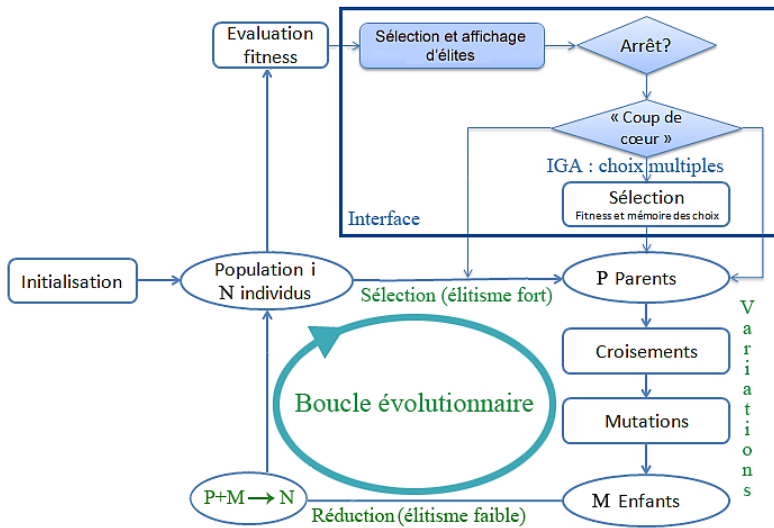 Evaluation
fitness
Sélection et affichage
d'élites
Arrêt?
« Coup de
cœur »
IGA : choix multiples
Sélection
Fitness et mémoire des choix
Interface
Initialisation
Population i
N individus
Sélection (élitisme fort)
P Parents
Variations
Croisements
Boucle évolutionnaire
Mutations
P+M → N
Réduction (élitisme faible)
M Enfants